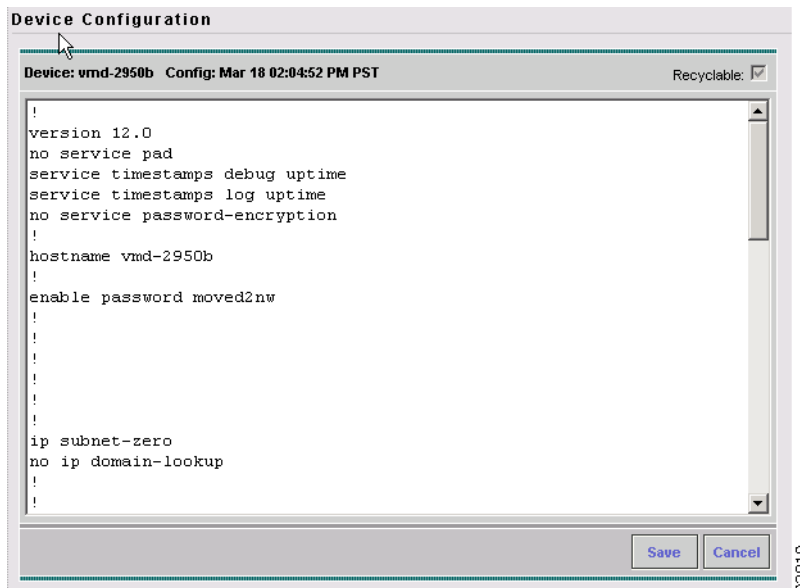 Device Configuration
Device: vmd-2950b Config: Mar 18 02:04:52 PM PST
Recyclable:
!
version 12.0
no service pad
service timestamps debug uptime
service timestamps log uptime
no service password-encryption
!
hostname vmd-2950b
!
enable password moved2nw
!
!
!
!
!
!
ip subnet-zero
no ip domain-lookup
!
!
Save Cancel